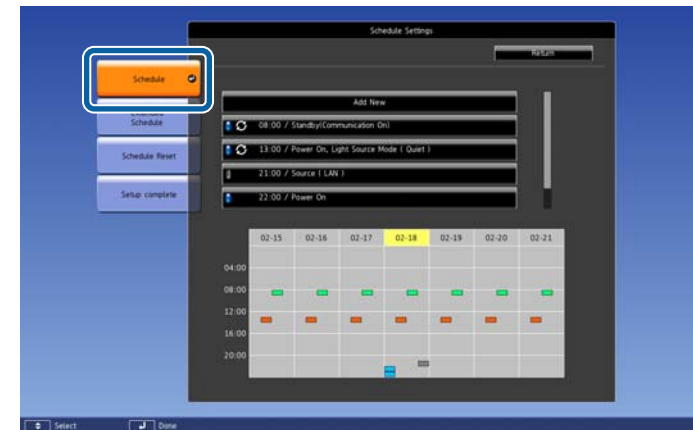 Schedule Settings
Return
Schedule
Extended
Schedule
Schedule Reset
Setup complete
Add New
08:00 / Standby(Communication On)
13:00 / Power On, Light Source Mode ( Quiet )
21:00 / Source ( LAN )
22:00 / Power On
02-15 02-16 02-17 02-18 02-19 02-20 02-21
04:00
08:00
12:00
16:00
20:00
Select Done